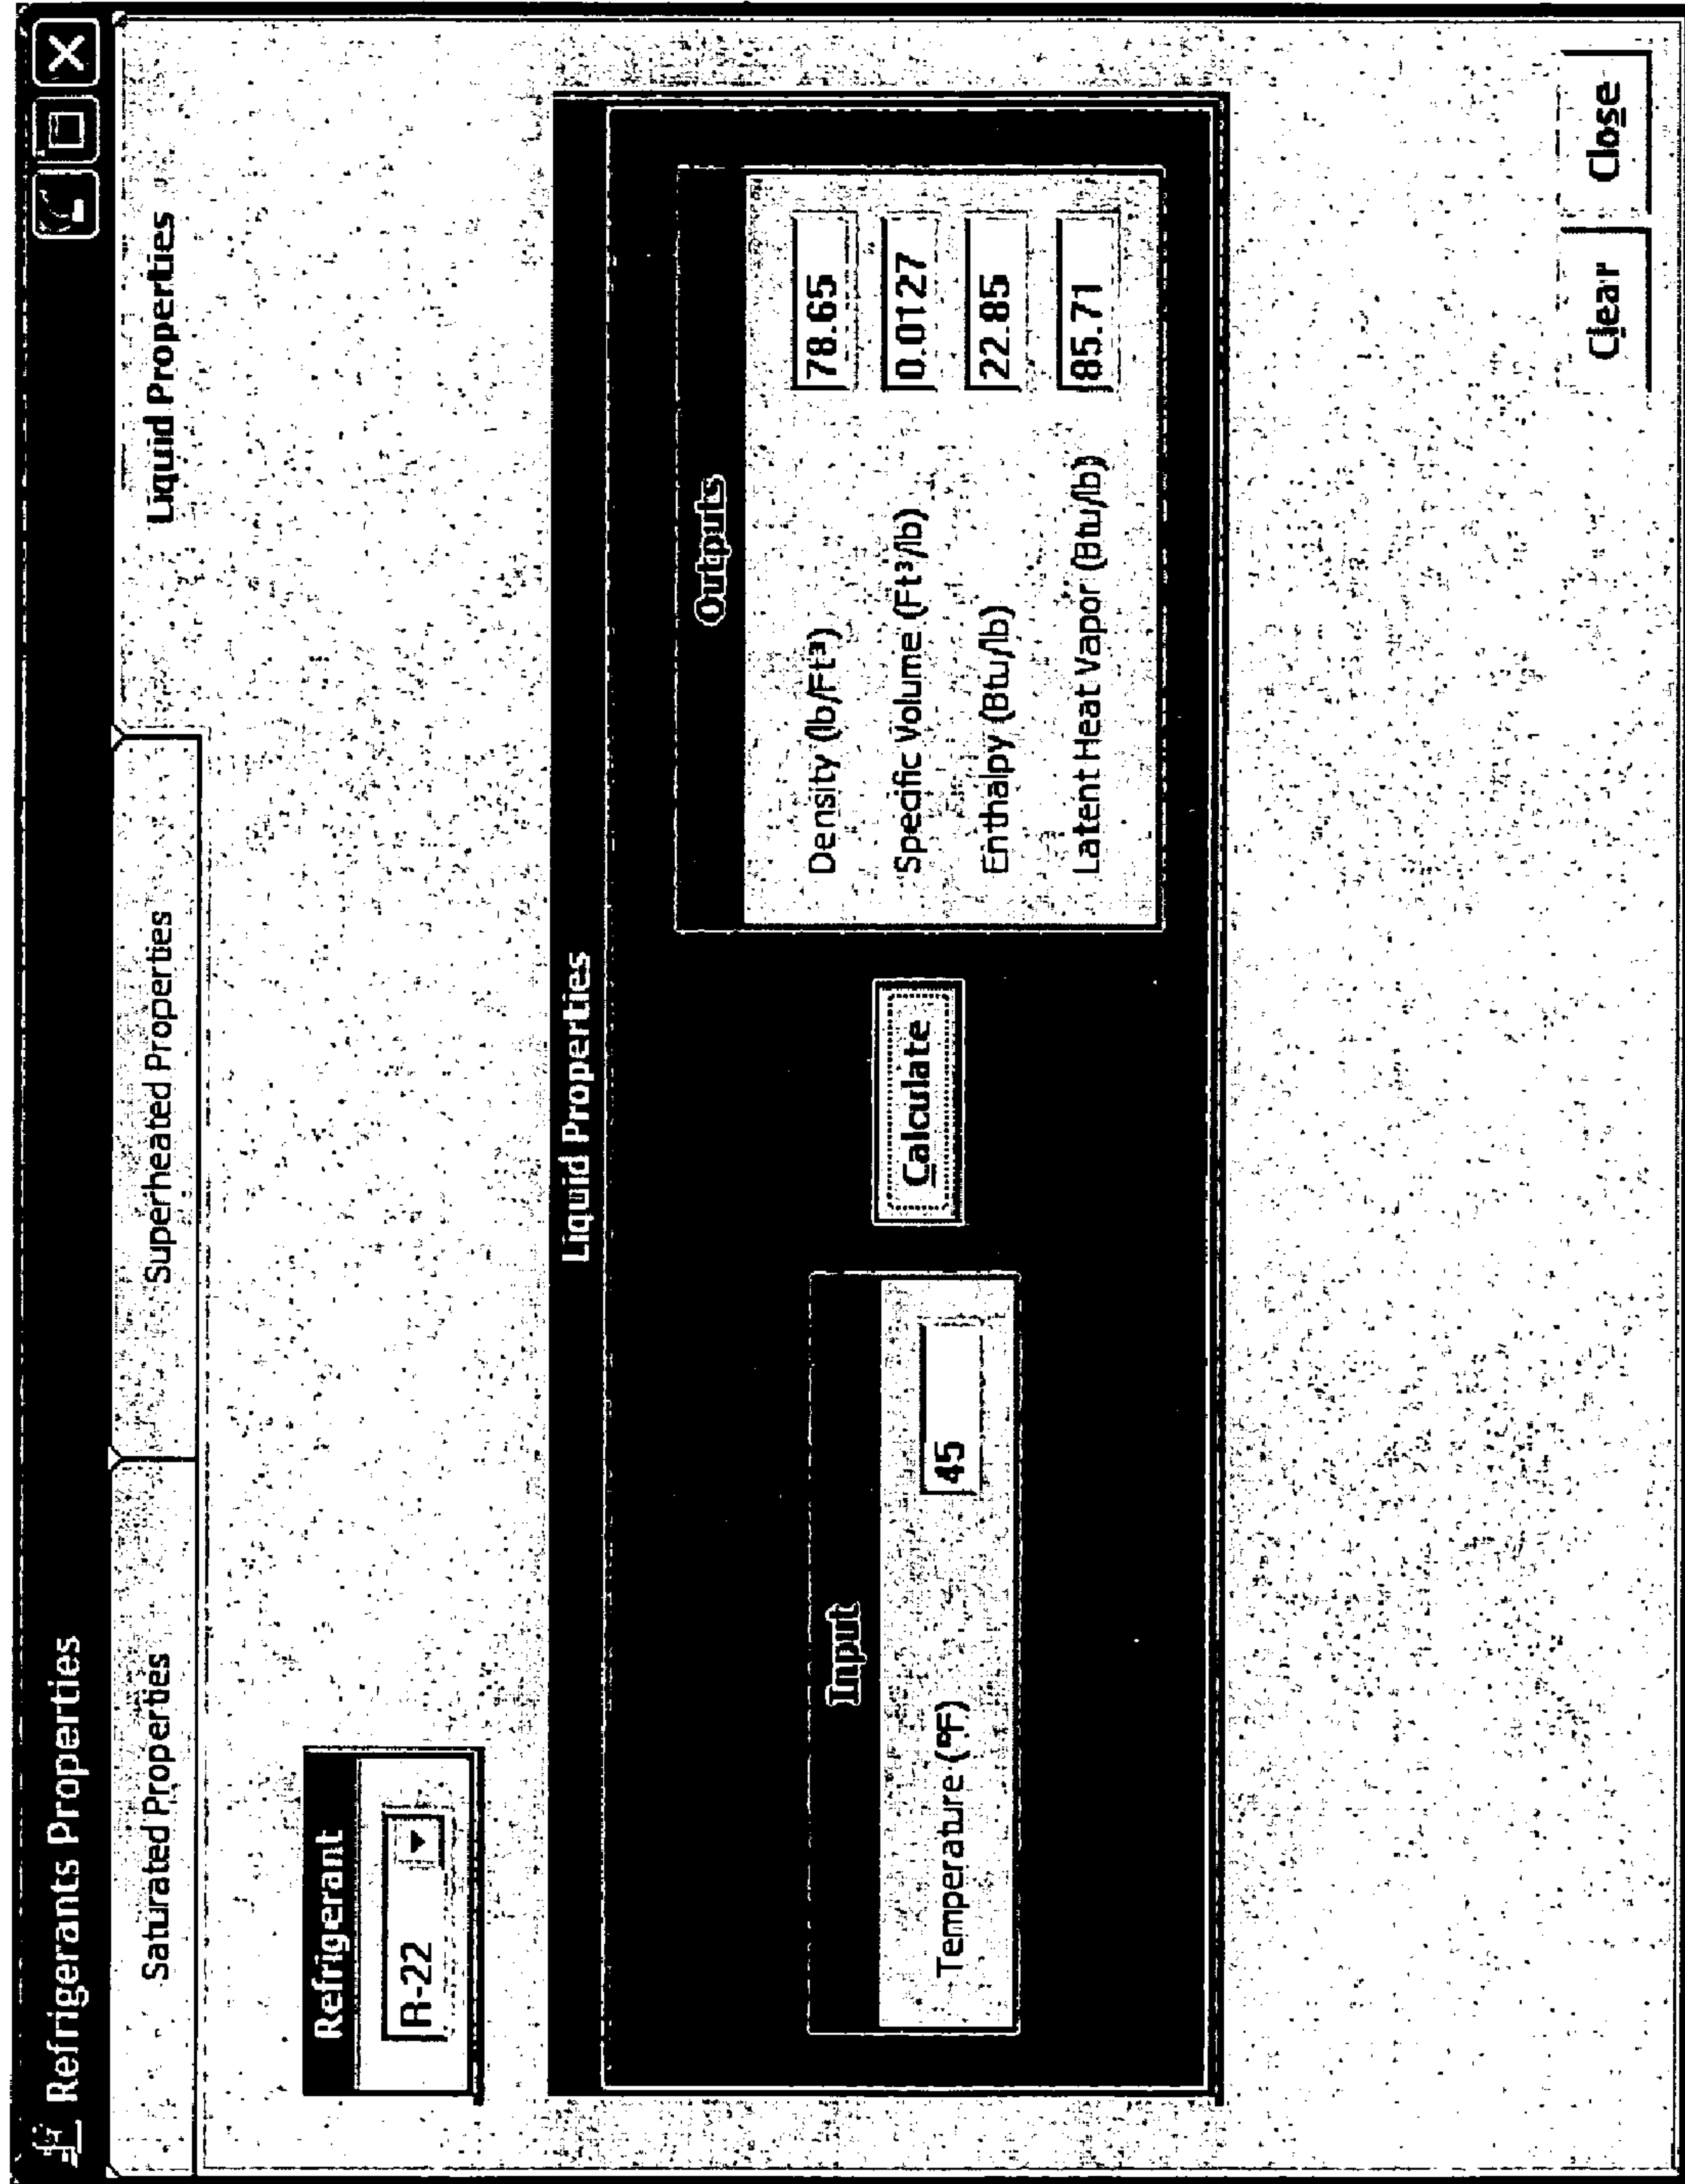 Refrigerants Properties
Saturated Properties
Superheated Properties
Liquid Properties
Refrigerant
R-22
Liquid Properties
Input
Temperature (ºF)
45
Calculate
Outputs
Density (lb/Ft³)
78.65
Specific Volume (Ft³/lb)
0.0127
Enthalpy (Btu/lb)
22.85
Latent Heat Vapor (Btu/lb)
85.71
Clear
Close